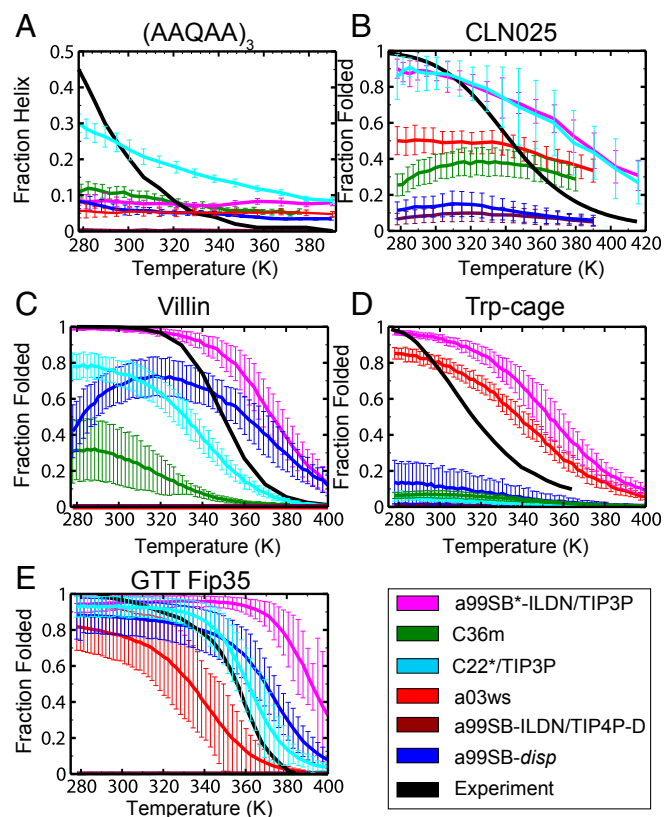 A
(AAQAA)3
Fraction Helix
0.5
0.4
0.3
0.2
0.1
0
280 300 320 340 360 380
Temperature (K)
B
CLN025
Fraction Folded
1
0.8
0.6
0.4
0.2
0
280 300 320 340 360 380 400 420
Temperature (K)
C
Villin
Fraction Folded
1
0.8
0.6
0.4
0.2
0
280 300 320 340 360 380 400
Temperature (K)
D
Trp-cage
Fraction Folded
1
0.8
0.6
0.4
0.2
0
280 300 320 340 360 380 400
Temperature (K)
E
GTT Fip35
Fraction Folded
1
0.8
0.6
0.4
0.2
0
280 300 320 340 360 380 400
Temperature (K)
a99SB*-ILDN/TIP3P
C36m
C22*/TIP3P
a03ws
a99SB-ILDN/TIP4P-D
a99SB-disp
Experiment